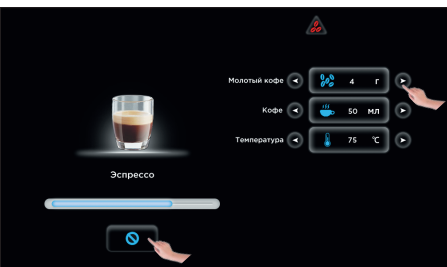 Молотый кофе 4 г
Кофе 50 мл
Температура 75 °C
Эспрессо